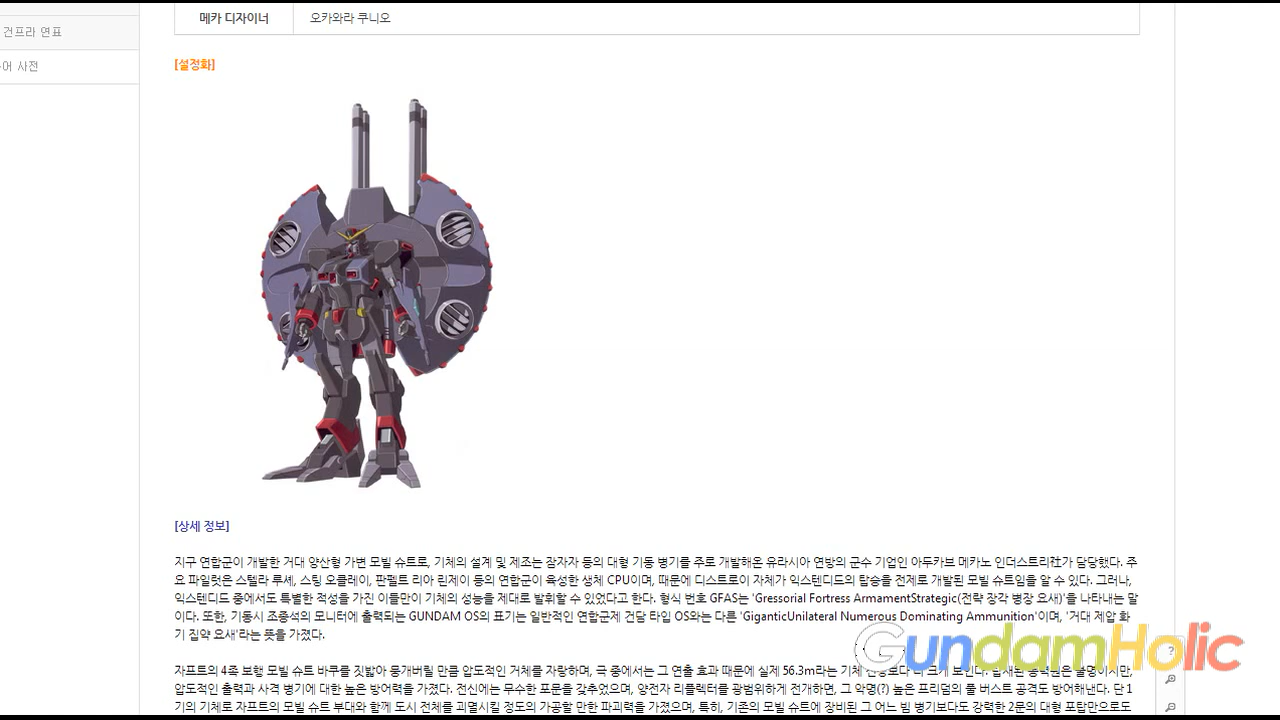 메카 디자이너 오카와라 쿠니오
건프라 연표
어 사전
[설정화]
[상세 정보]
지구 연합군이 개발한 거대 양산형 가변 모빌 슈트로, 기체의 설계 및 제조는 잠자자 등의 대형 기동 병기를 주로 개발해온 유라시아 연방의 군수 기업인 아두카브 메카노 인더스트리社가 담당했다. 주
요 파일럿은 스텔라 루셰, 스팅 오클레이, 판펠트 리아 린제이 등의 연합군이 육성한 생체 CPU이며, 때문에 디스트로이 자체가 익스텐디드의 탑승을 전제로 개발된 모빌 슈트임을 알 수 있다. 그러나,
익스텐디드 중에서도 특별한 적성을 가진 이들만이 기체의 성능을 제대로 발휘할 수 있었다고 한다. 형식 번호 GFAS는 'Gressorial Fortress ArmamentStrategic(전략 장각 병장 요새)'을 나타내는 말
이다. 또한, 기동시 조종석의 모니터에 출력되는 GUNDAM OS의 표기는 일반적인 연합군제 건담 타입 OS와는 다른 'GiganticUnilateral Numerous Dominating Ammunition'이며, '거대 제압 화
기 집약 요새'라는 뜻을 가졌다.
GundamHolic
자프트의 4족 보행 모빌 슈트 바쿠를 짓밟아 뭉개버릴 만큼 압도적인 거체를 자랑하며, 극 중에서는 그 연출 효과 때문에 실제 56.3m라는 기체 보다 더 크게 보인다.
압도적인 출력과 사격 병기에 대한 높은 방어력을 가졌다. 전신에는 무수한 포문을 갖추었으며, 양전자 리플렉터를 광범위하게 전개하면, 그 악명(?) 높은 프리덤의 풀 버스트 공격도 방어해낸다. 단 1
기의 기체로 자프트의 모빌 슈트 부대와 함께 도시 전체를 괴멸시킬 정도의 가공할 만한 파괴력을 가졌으며, 특히, 기존의 모빌 슈트에 장비된 그 어느 빔 병기보다도 강력한 2문의 대형 포탑만으로도